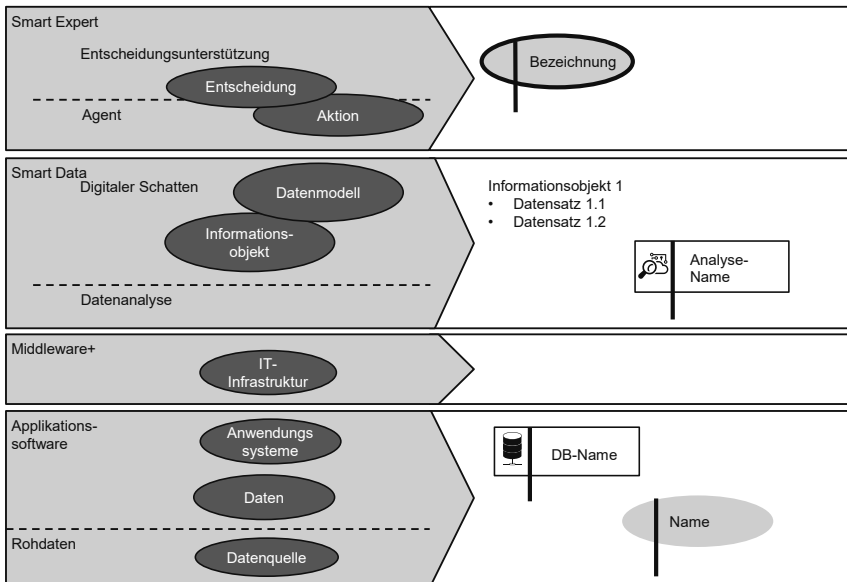 Smart Expert
Entscheidungsunterstützung
Entscheidung
Agent
Aktion
Bezeichnung
Smart Data
Digitaler Schatten
Datenmodell
Informations-
objekt
Datenanalyse
Informationsobjekt 1
• Datensatz 1.1
• Datensatz 1.2
Analyse-
Name
Middleware+
IT-
Infrastruktur
Applikations-
software
Anwendungs
systeme
Daten
DB-Name
Rohdaten
Datenquelle
Name